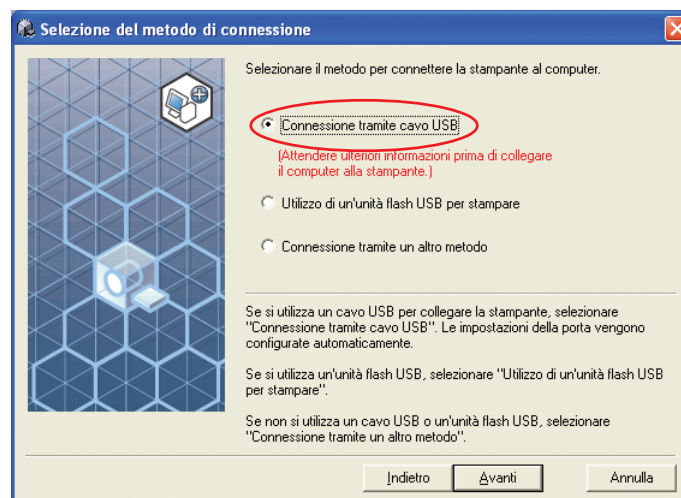 Selezione del metodo di connessione
Selezionare il metodo per connettere la stampante al computer.
Connessione tramite cavo USB
(Attendere ulteriori informazioni prima di collegare
il computer alla stampante.)
Utilizzo di un'unità flash USB per stampare
Connessione tramite un altro metodo
Se si utilizza un cavo USB per collegare la stampante, selezionare
"Connessione tramite cavo USB". Le impostazioni della porta vengono
configurate automaticamente.
Se si utilizza un'unità flash USB, selezionare "Utilizzo di un'unità flash USB
per stampare".
Se non si utilizza un cavo USB o un'unità flash USB, selezionare
"Connessione tramite un altro metodo".
Indietro Avanti Annulla